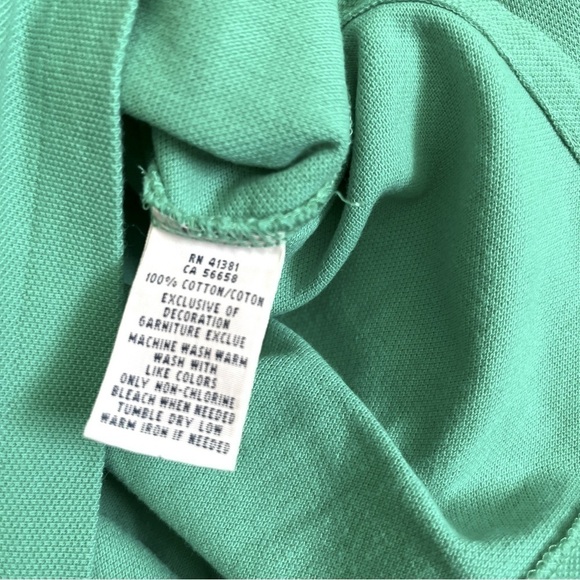 RN 41381
CA 56658
100% COTTON/COTON
EXCLUSIVE OF
DECORATION
GARNITURE EXCLUE
MACHINE WASH WARM
WASH WITH
LIKE COLORS
ONLY NON-CHLORINE
BLEACH WHEN NEEDED
TUMBLE DRY LOW
WARM IRON IF NEEDED